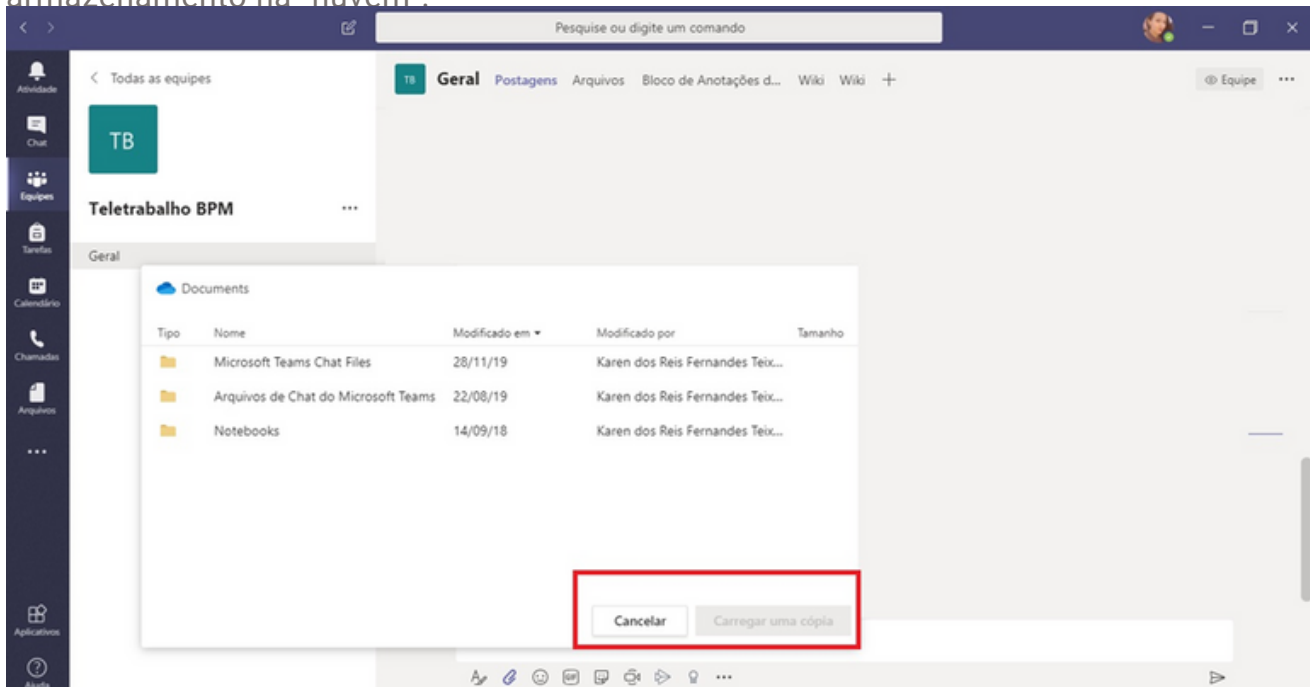 armazenamento na "nuvem".
Pesquise ou digite um comando
Atividade
Chat
Equipes
Tarefas
Calendário
Chamadas
Arquivos
Aplicativos
Ajuda
< Todas as equipes
TB
Teletrabalho BPM ...
Geral
TB Geral Postagens Arquivos Bloco de Anotações d... Wiki Wiki + Equipe ...
Documents
Tipo Nome Modificado em Modificado por Tamanho
Microsoft Teams Chat Files 28/11/19 Karen dos Reis Fernandes Teix...
Arquivos de Chat do Microsoft Teams 22/08/19 Karen dos Reis Fernandes Teix...
Notebooks 14/09/18 Karen dos Reis Fernandes Teix...
Cancelar Carregar uma cópia
GIF